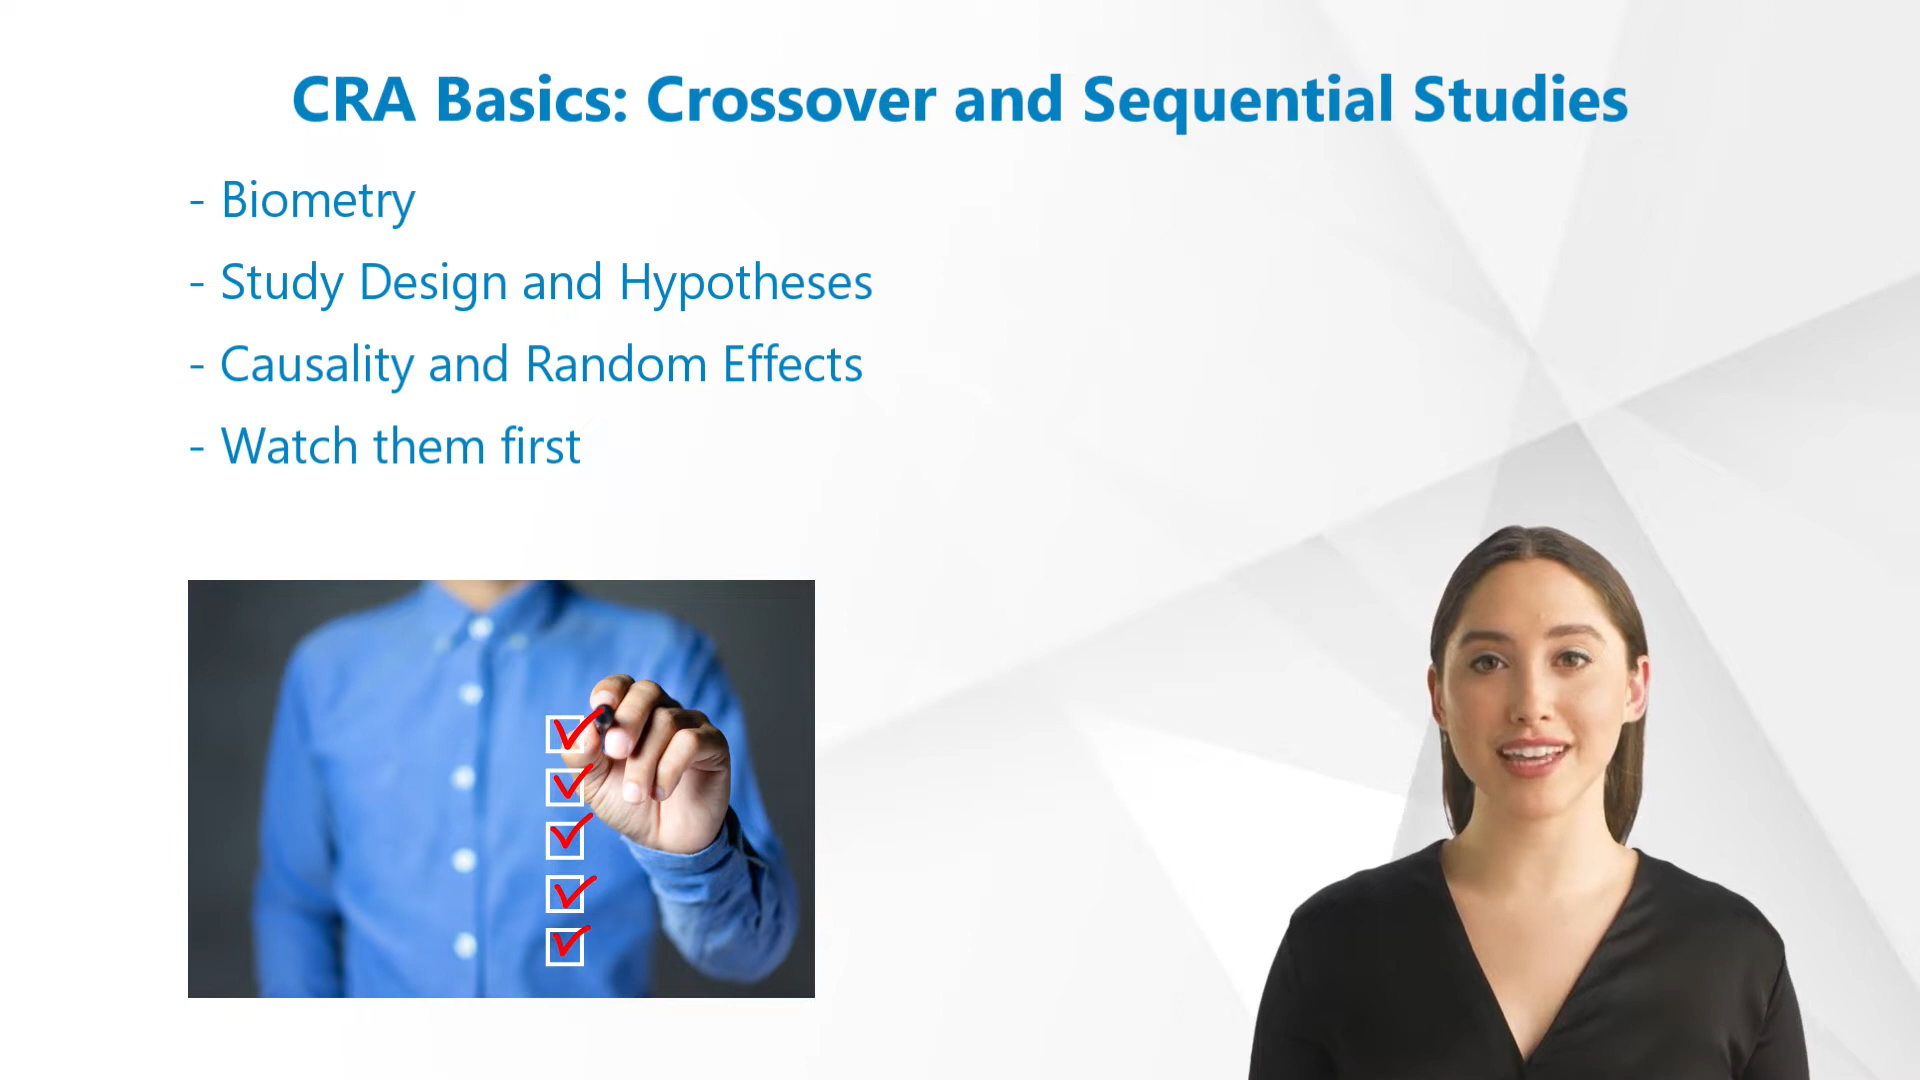 CRA Basics: Crossover and Sequential Studies
- Biometry
- Study Design and Hypotheses
- Causality and Random Effects
- Watch them first